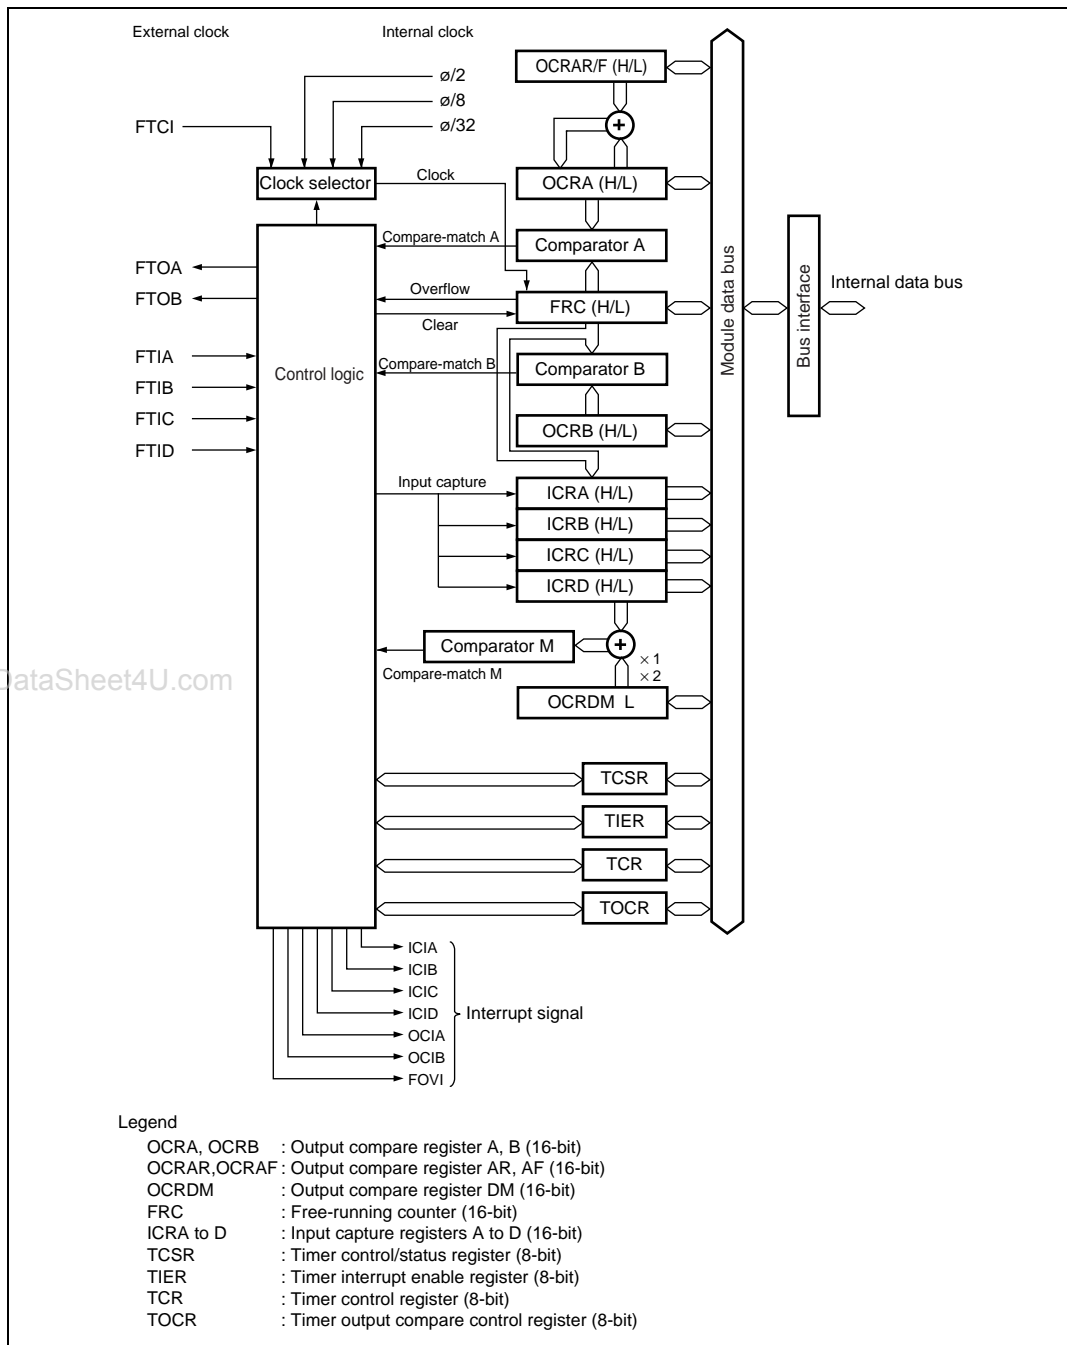 External clock
Internal clock
ø/2
ø/8
ø/32
FTCI
Clock selector
Clock
OCRAR/F (H/L)
+
OCRA (H/L)
Compare-match A
Comparator A
FTOA
FTOB
Overflow
FRC (H/L)
Clear
FTIA
FTIB
FTIC
FTID
Control logic
Compare-match B
Comparator B
OCRB (H/L)
Input capture
ICRA (H/L)
ICRB (H/L)
ICRC (H/L)
ICRD (H/L)
+
Comparator M
× 1
× 2
Compare-match M
OCRDM L
TCSR
TIER
TCR
TOCR
Module data bus
Bus interface
Internal data bus
DataSheet4U.com
ICIA
ICIB
ICIC
ICID
OCIA
OCIB
FOVI
Interrupt signal
Legend
OCRA, OCRB : Output compare register A, B (16-bit)
OCRAR,OCRAF : Output compare register AR, AF (16-bit)
OCRDM : Output compare register DM (16-bit)
FRC : Free-running counter (16-bit)
ICRA to D : Input capture registers A to D (16-bit)
TCSR : Timer control/status register (8-bit)
TIER : Timer interrupt enable register (8-bit)
TCR : Timer control register (8-bit)
TOCR : Timer output compare control register (8-bit)